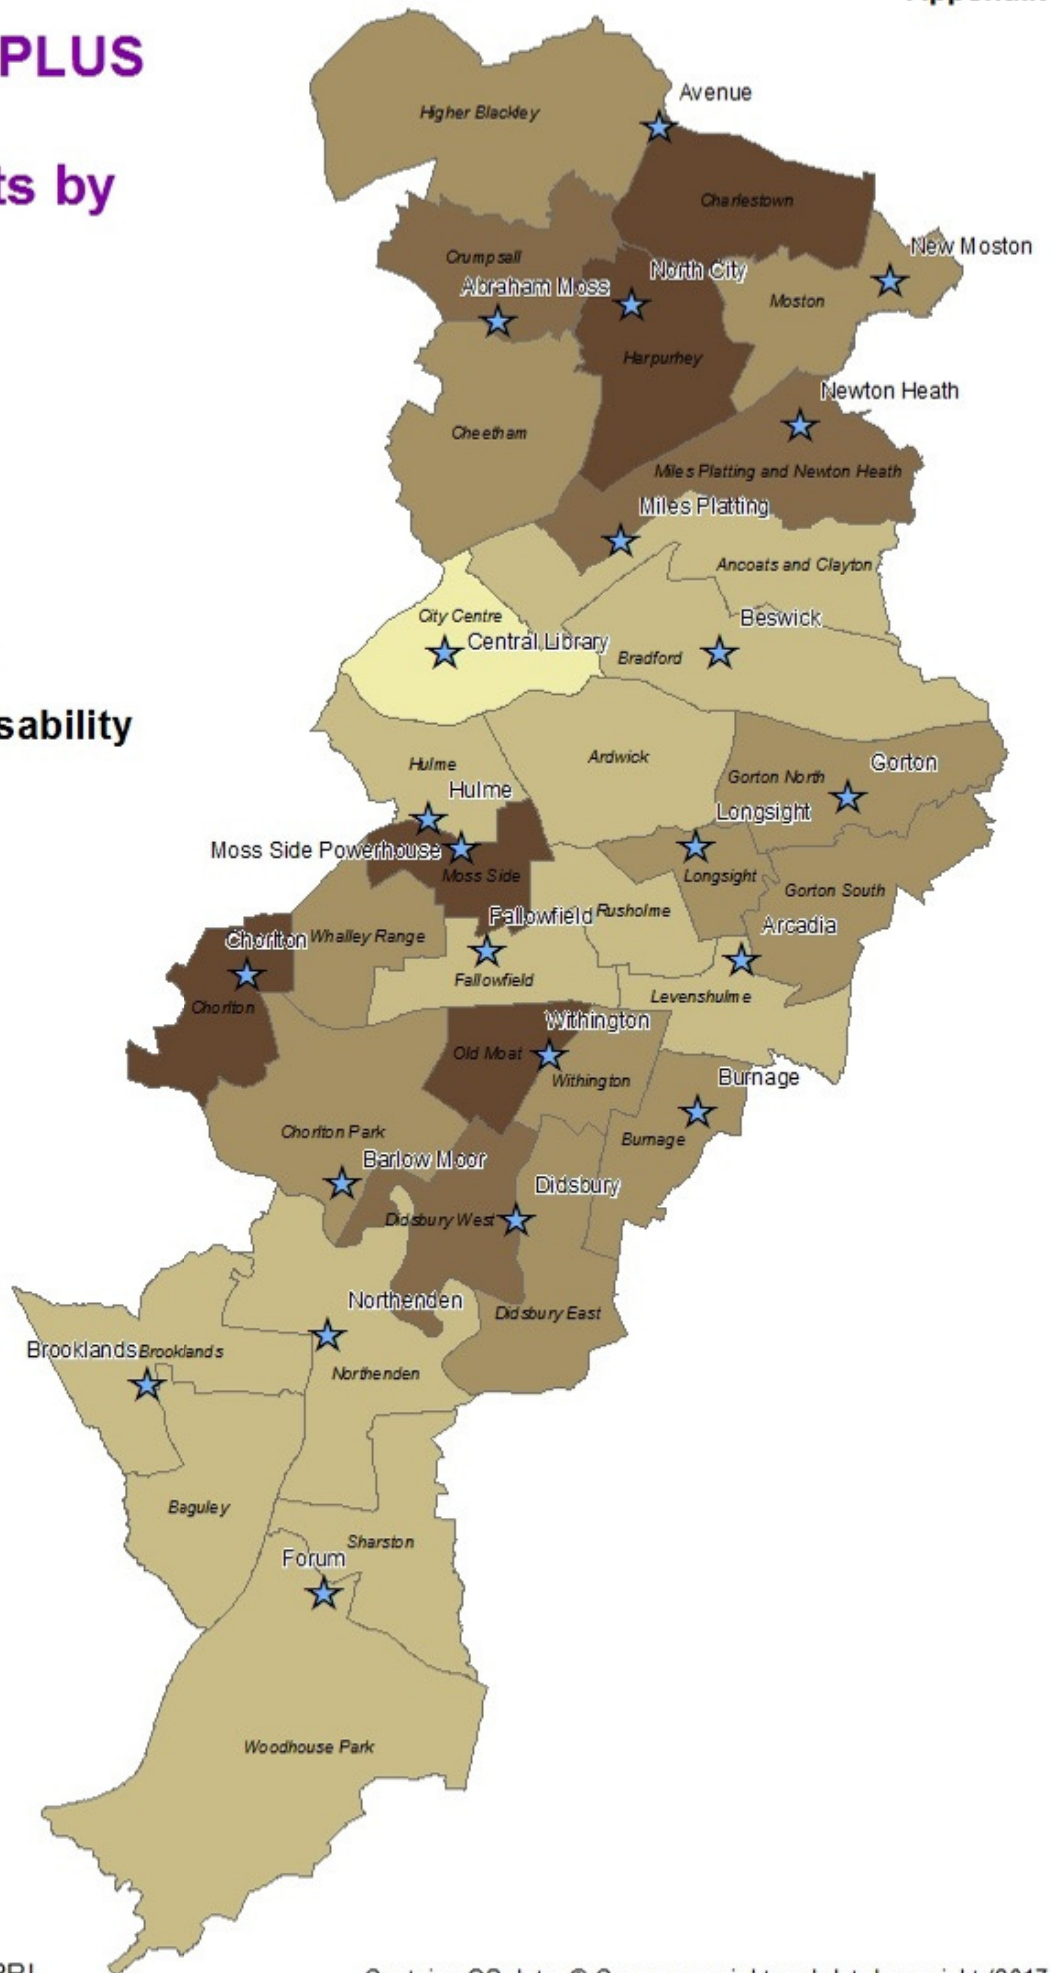 PLUS
Avenue
Higher Blackley
ts by
Charlestown
New Moston
Crumpsall
North City
Abraham Moss
Moston
Harpurhey
Newton Heath
Cheetham
Miles Platting and Newton Heath
Miles Platting
Ancoats and Clayton
City Centre
Beswick
Central Library
Bradford
sability
Hulme
Ardwick
Gorton
Gorton North
Hulme
Longsight
Moss Side Powerhouse
Moss Side
Longsight
Gorton South
Fallowfield
Rusholme
Arcadia
Chorlton
Whalley Range
Fallowfield
Levenshulme
Chorlton
Withington
Old Moat
Withington
Burnage
Chorlton Park
Burnage
Barlow Moor
Didsbury
Didsbury West
Northenden
Didsbury East
Brooklands
Brooklands
Northenden
Baguley
Sharston
Forum
Woodhouse Park